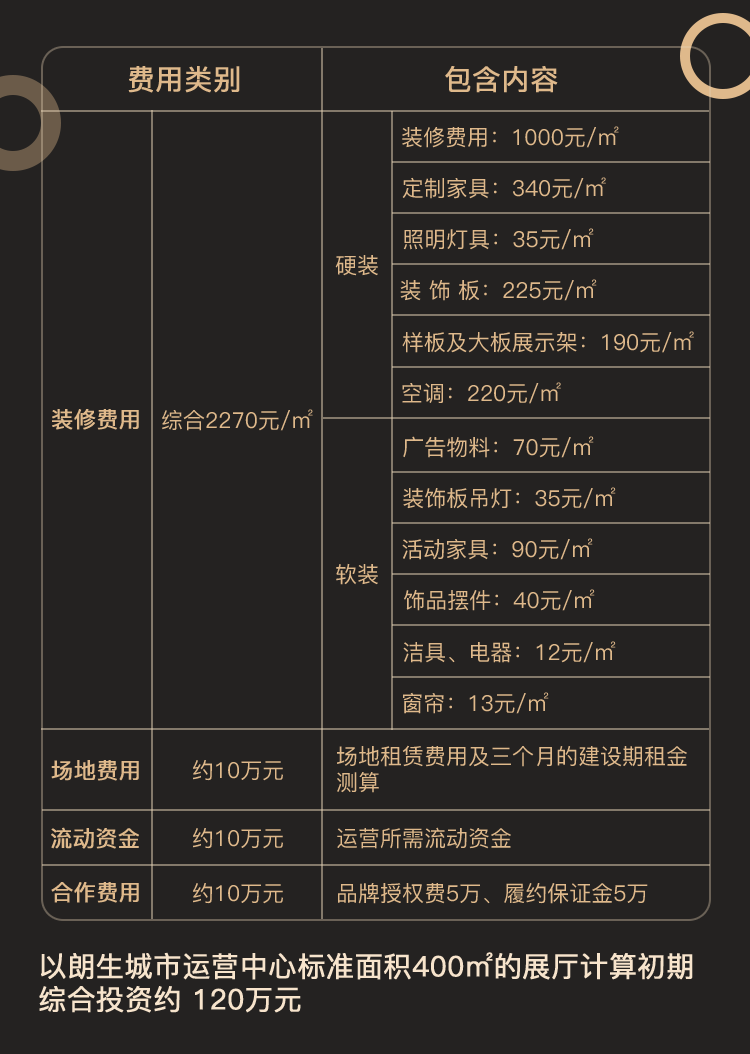 费用类别
包含内容
装修费用
综合2270元/㎡
硬装
装修费用：1000元/㎡
定制家具：340元/㎡
照明灯具：35元/㎡
装 饰 板：225元/㎡
样板及大板展示架：190元/㎡
空调：220元/㎡
软装
广告物料：70元/㎡
装饰板吊灯：35元/㎡
活动家具：90元/㎡
饰品摆件：40元/㎡
洁具、电器：12元/㎡
窗帘：13元/㎡
场地费用
约10万元
场地租赁费用及三个月的建设期租金
测算
流动资金
约10万元
运营所需流动资金
合作费用
约10万元
品牌授权费5万、履约保证金5万
以朗生城市运营中心标准面积400㎡的展厅计算初期
综合投资约 120万元